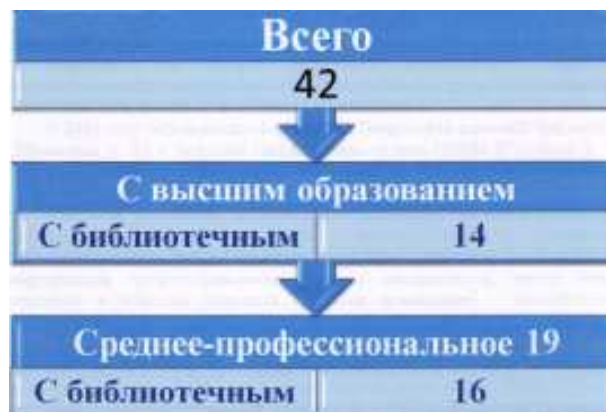 Всего
42
С высшим образованием
С библиотечным 14
Среднее-профессиональное 19
С библиотечным 16